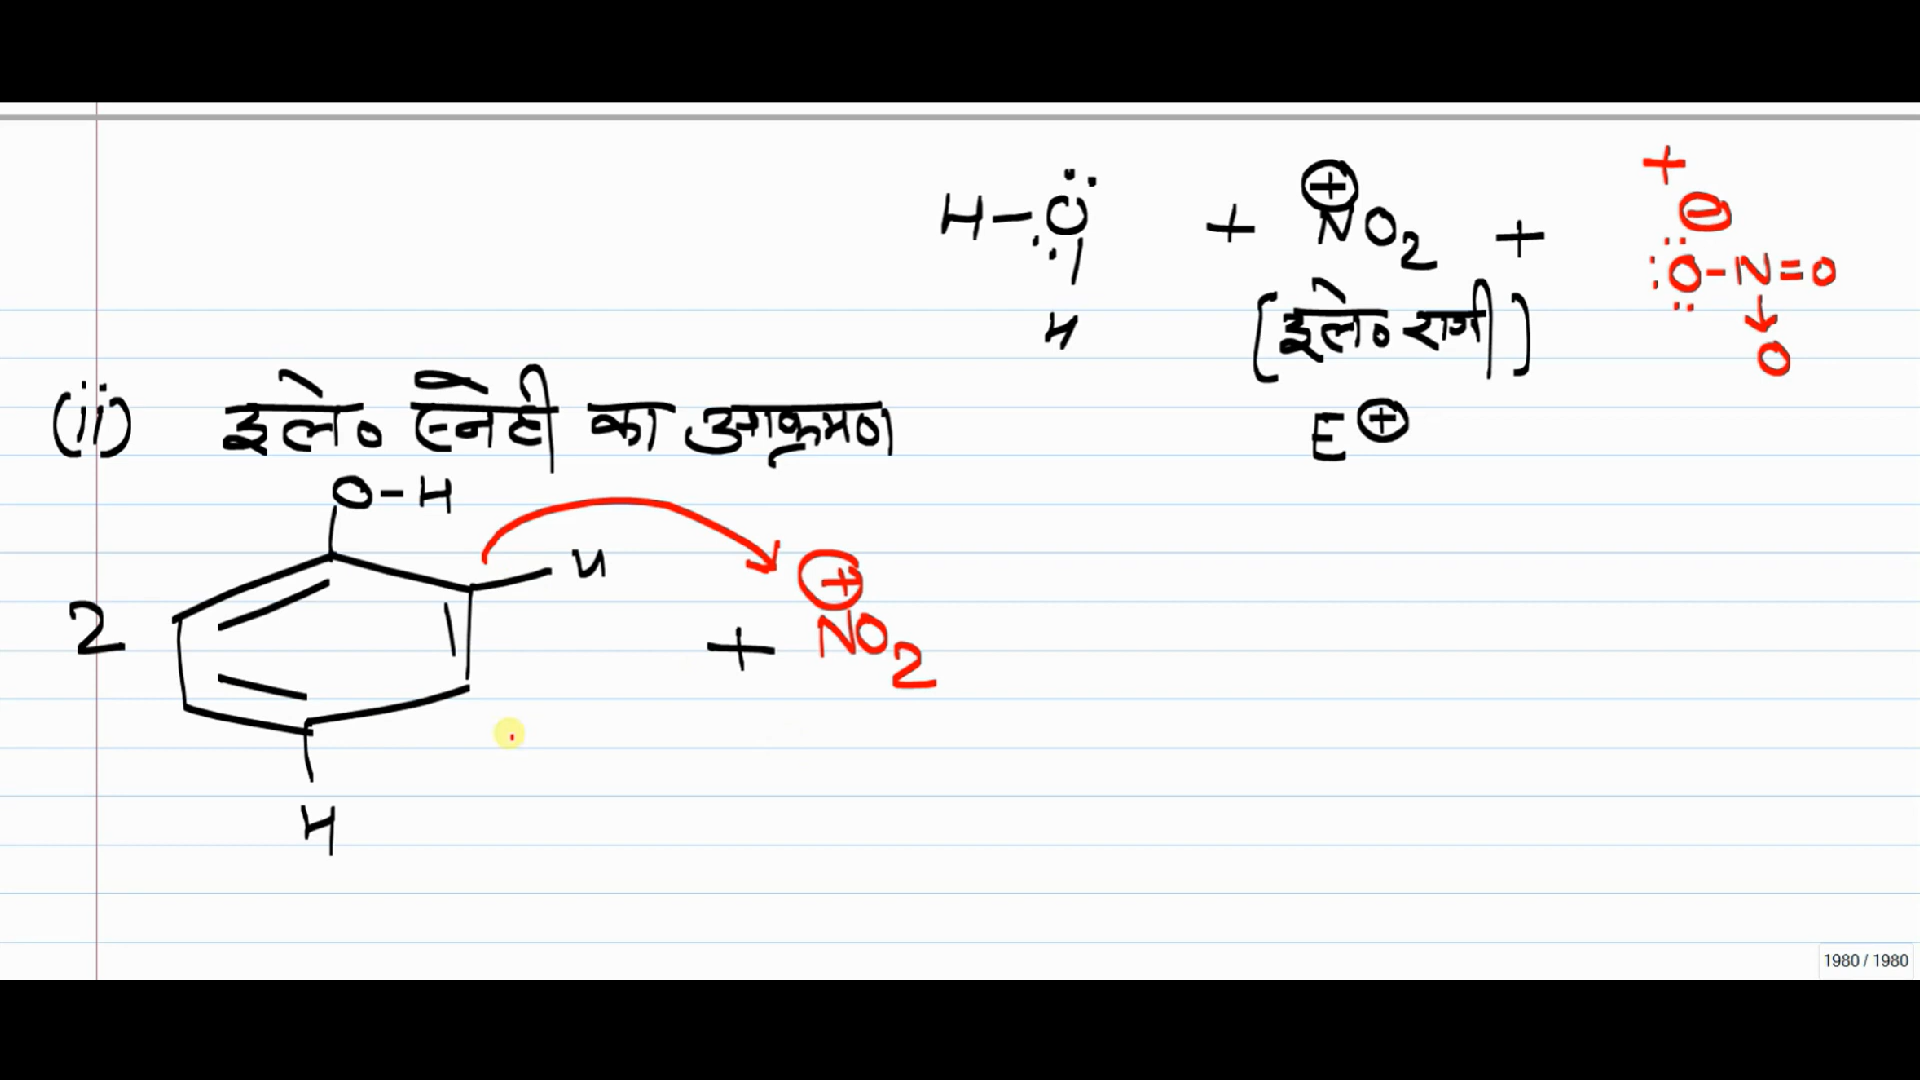 H-O + ⊕NO2 + ⊖O-N=O
H O
[इले० रागी]
E⊕
(ii) इले० स्नेही का आक्रमण
O-H
H
2 + ⊕NO2
H
1980 / 1980